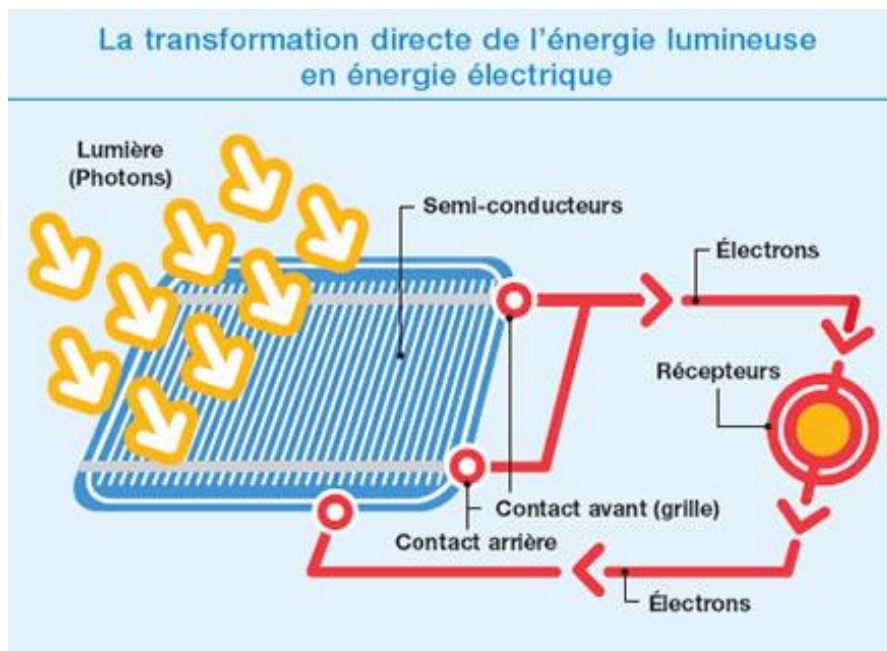 La transformation directe de l'énergie lumineuse
en énergie électrique
Lumière
(Photons)
Semi-conducteurs
Électrons
Récepteurs
Contact avant (grille)
Contact arrière
Électrons